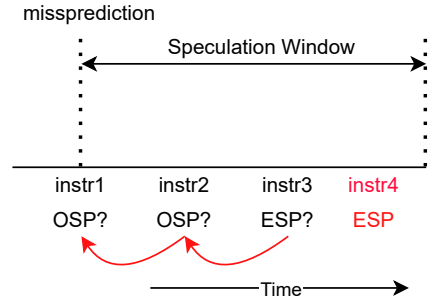 missprediction
Speculation Window
instr1 instr2 instr3 instr4
OSP? OSP? ESP? ESP
Time